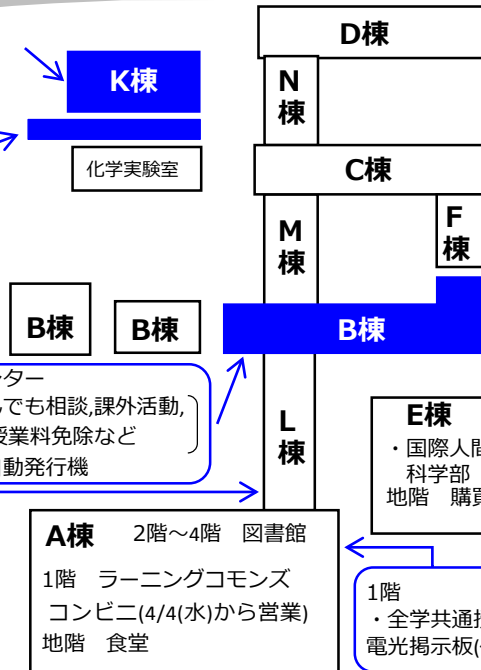 D棟
K棟
N
棟
化学実験室
C棟
M
棟
F
棟
B棟
B棟
B棟
ター
でも相談,課外活動,
授業料免除など
動発行機
L
棟
E棟
・国際人間
科学部
地階 購買
A棟 2階～4階 図書館
1階 ラーニングコモンズ
コンビニ(4/4(水)から営業)
地階 食堂
1階
・全学共通
電光掲示板(